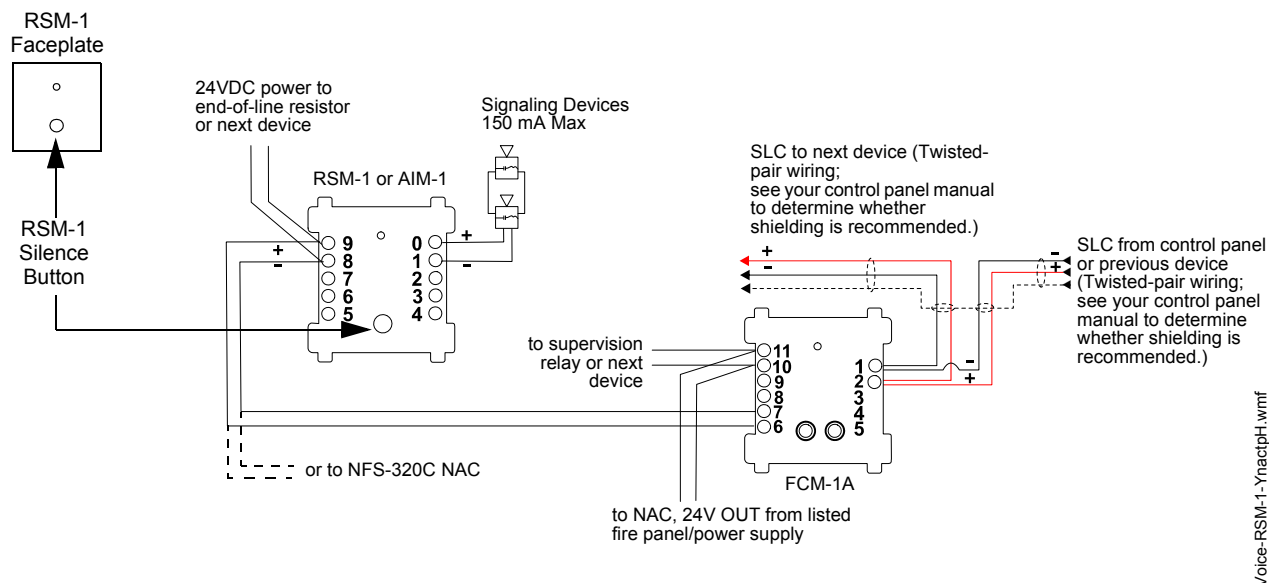 RSM-1
Faceplate
24VDC power to
end-of-line resistor
or next device
Signaling Devices
150 mA Max
RSM-1 or AIM-1
RSM-1
Silence
Button
+
-
9
8
7
6
5
0
1
2
3
4
+
-
SLC to next device (Twisted-
pair wiring;
see your control panel manual
to determine whether
shielding is recommended.)
+
-
-
+
SLC from control panel
or previous device
(Twisted-pair wiring;
see your control panel
manual to determine
whether shielding is
recommended.)
to supervision
relay or next
device
11
10
9
8
7
6
1
2
3
4
5
-
+
FCM-1A
or to NFS-320C NAC
to NAC, 24V OUT from listed
fire panel/power supply
Voice-RSM-1-YnactpH.wmf